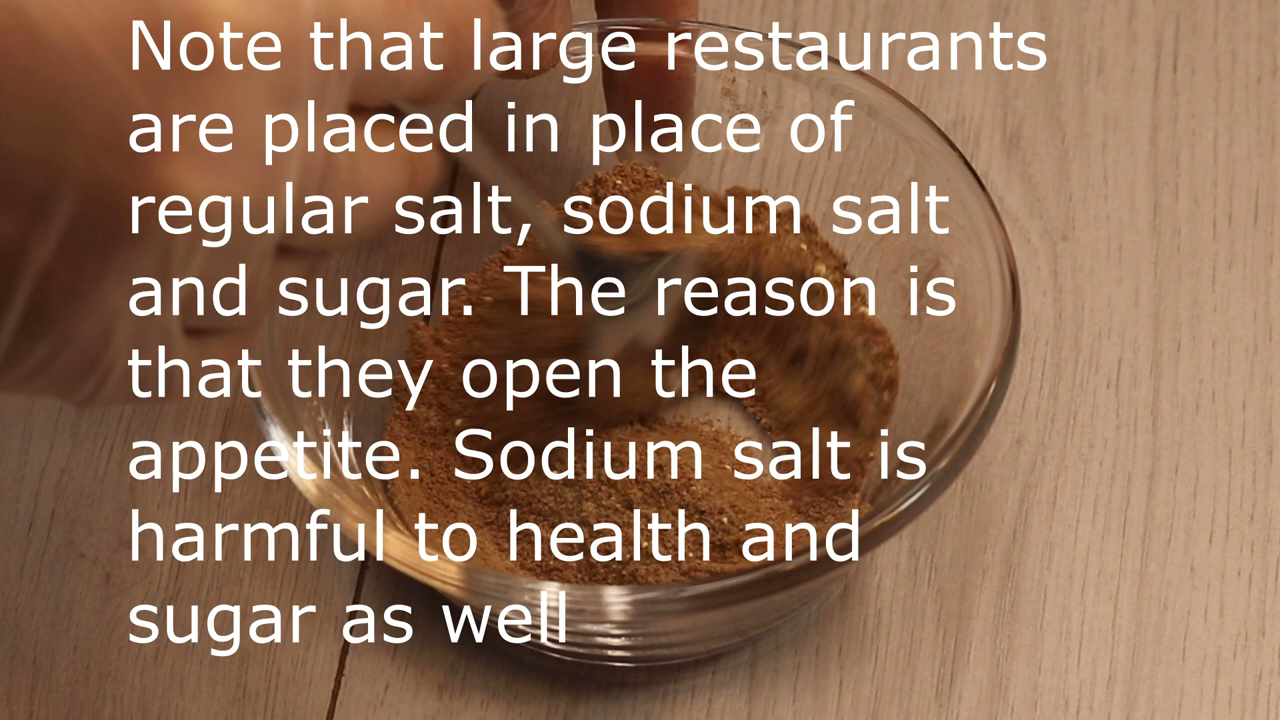 Note that large restaurants
are placed in place of
regular salt, sodium salt
and sugar. The reason is
that they open the
appetite. Sodium salt is
harmful to health and
sugar as well